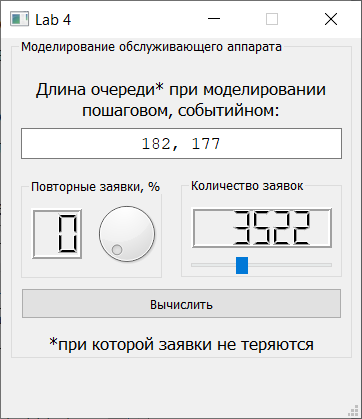 Lab 4
Моделирование обслуживающего аппарата
Длина очереди* при моделировании
пошаговом, событийном:
182, 177
Повторные заявки, %
Количество заявок
0
3522
Вычислить
*при которой заявки не теряются